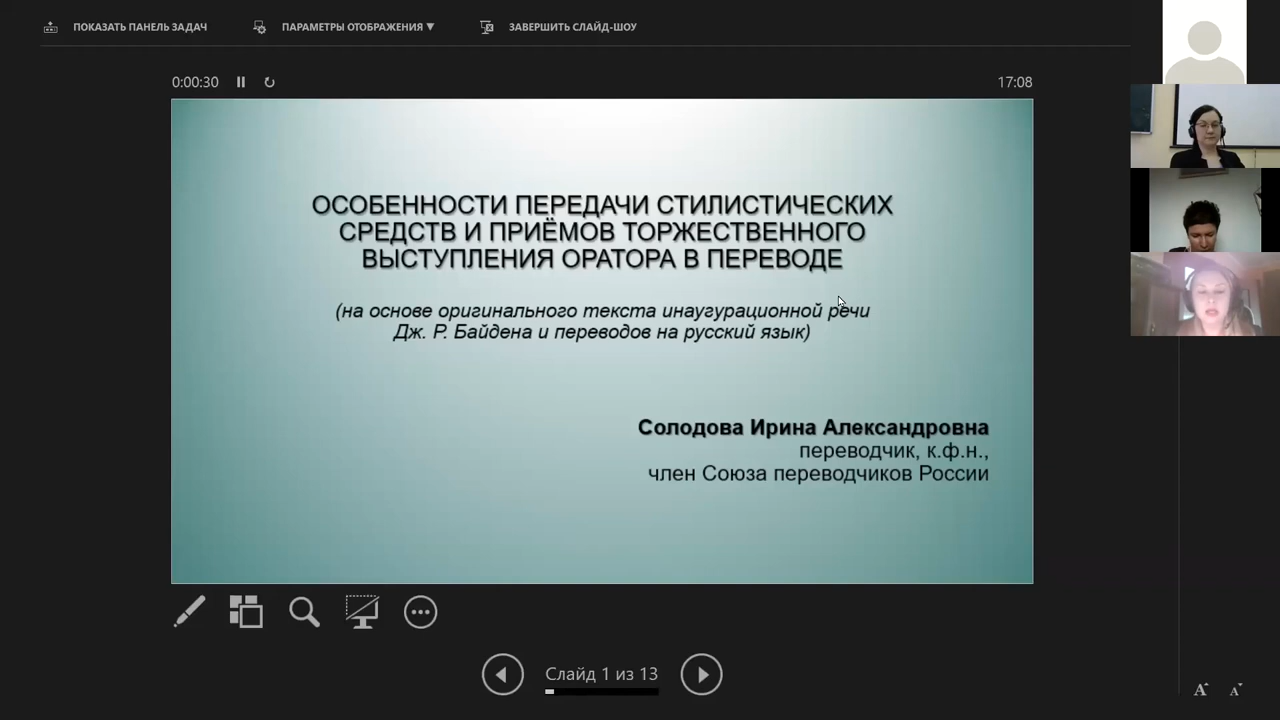 ПОКАЗАТЬ ПАНЕЛЬ ЗАДАЧ
ПАРАМЕТРЫ ОТОБРАЖЕНИЯ ▼
ЗАВЕРШИТЬ СЛАЙД-ШОУ
0:00:30
17:08
ОСОБЕННОСТИ ПЕРЕДАЧИ СТИЛИСТИЧЕСКИХ
СРЕДСТВ И ПРИЁМОВ ТОРЖЕСТВЕННОГО
ВЫСТУПЛЕНИЯ ОРАТОРА В ПЕРЕВОДЕ
(на основе оригинального текста инаугурационной речи
Дж. Р. Байдена и переводов на русский язык)
Солодова Ирина Александровна
переводчик, к.ф.н.,
член Союза переводчиков России
Слайд 1 из 13
A A